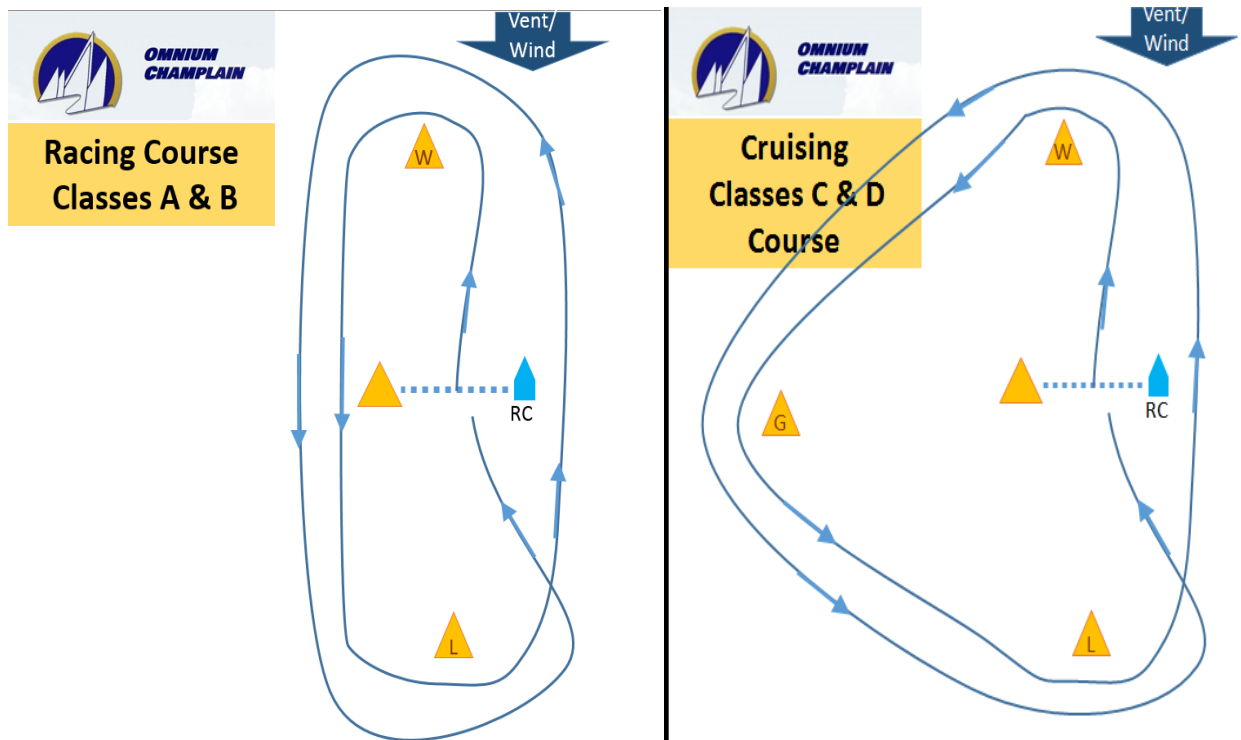 OMNIUM
CHAMPLAIN
Racing Course
Classes A & B
Vent/
Wind
W
RC
L
OMNIUM
CHAMPLAIN
Cruising
Classes C & D
Course
Vent/
Wind
W
G
RC
L